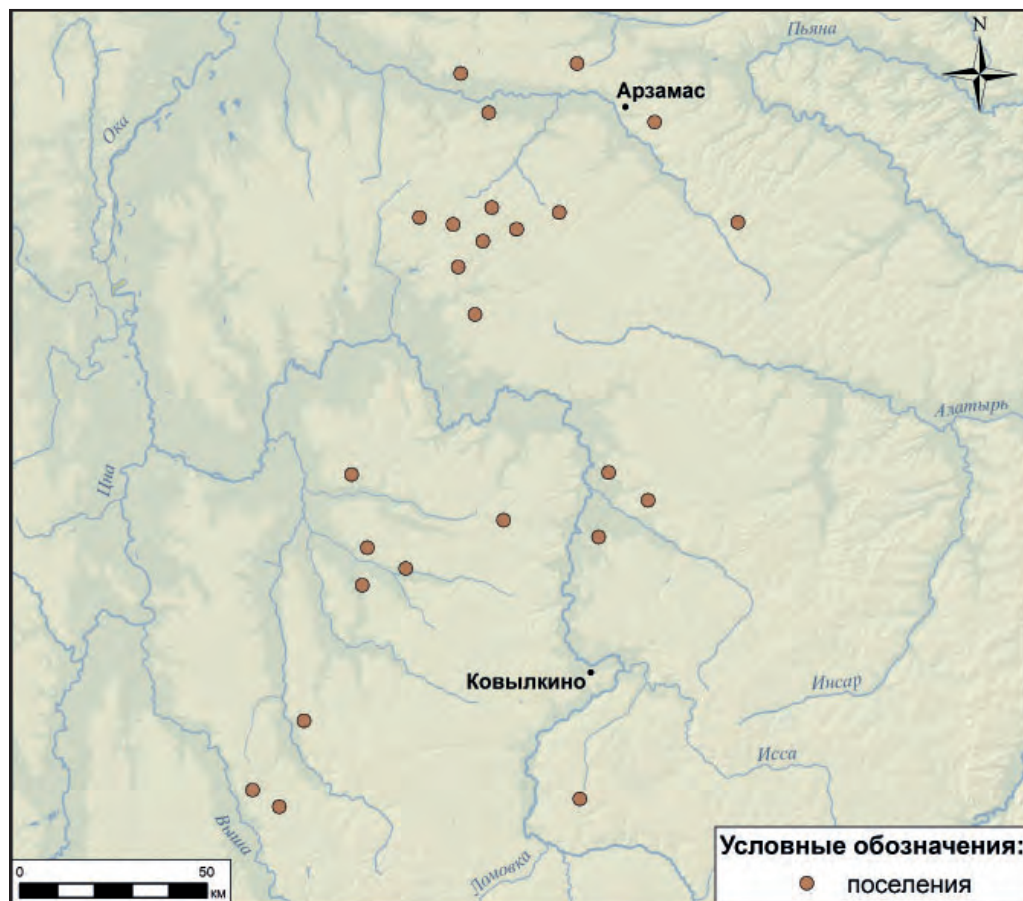 Пьяна
N
Арзамас
Ока
Алатырь
Цна
Ковылкино
Инсар
Исса
Выша
Ломовка
0 50
км
Условные обозначения:
поселения